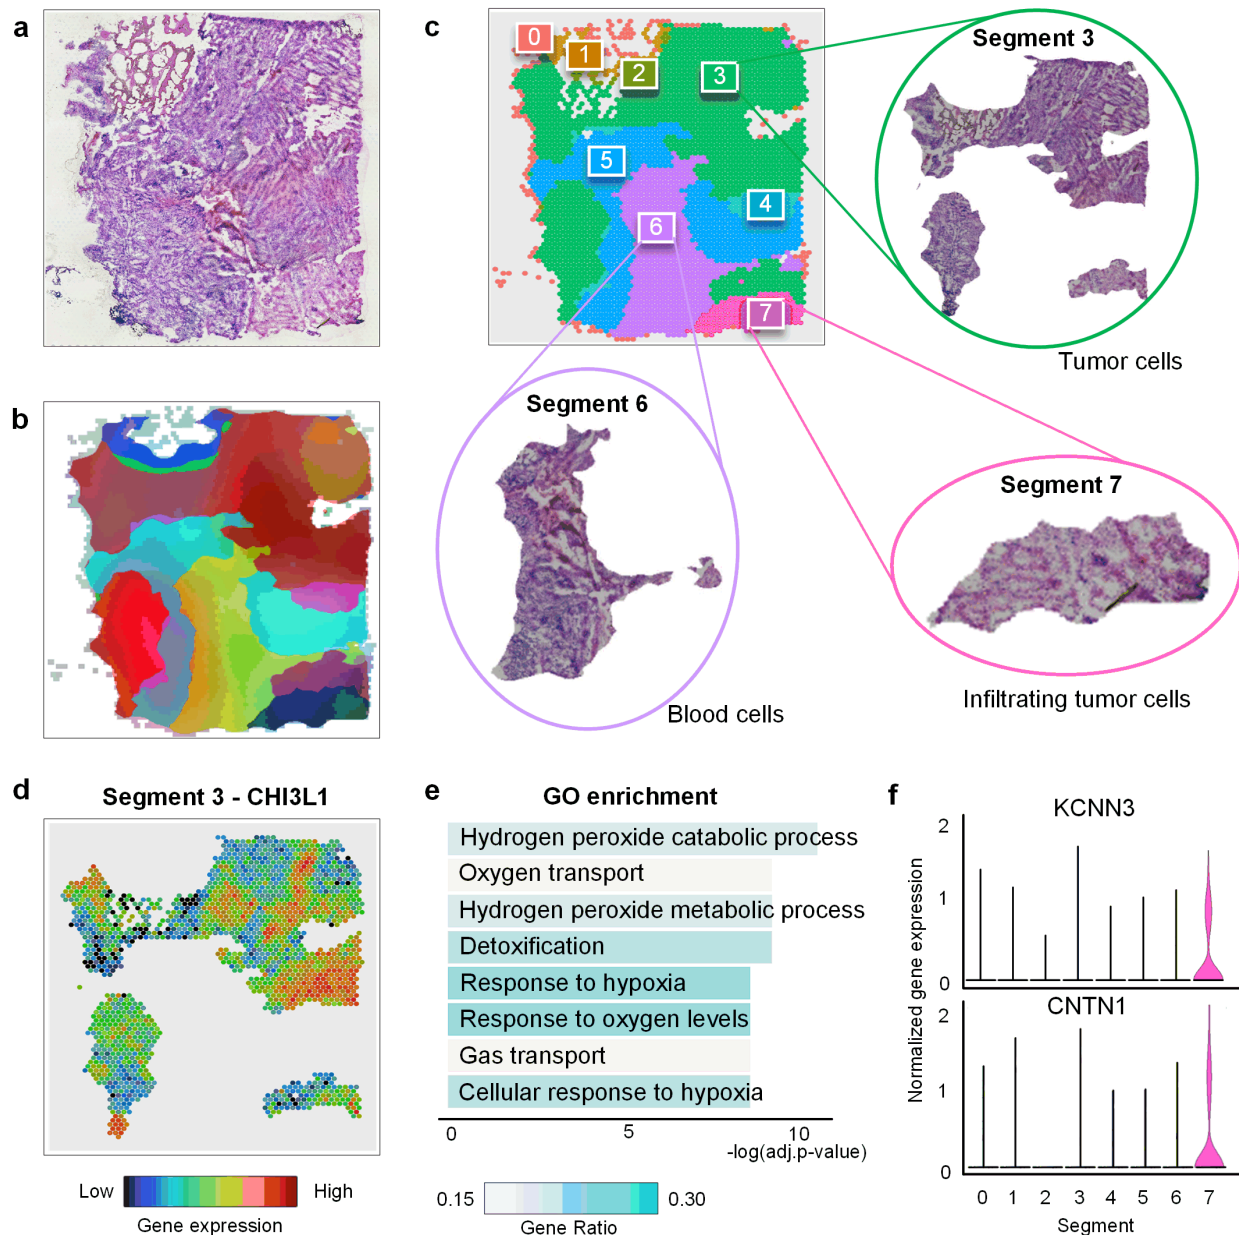 a
c
0
1
2
3
5
4
6
7
Segment 3
Tumor cells
b
Segment 6
Blood cells
Segment 7
Infiltrating tumor cells
d
Segment 3 - CHI3L1
Low
High
Gene expression
e
GO enrichment
Hydrogen peroxide catabolic process
Oxygen transport
Hydrogen peroxide metabolic process
Detoxification
Response to hypoxia
Response to oxygen levels
Gas transport
Cellular response to hypoxia
0
5
10
-log(adj.p-value)
0.15
0.30
Gene Ratio
f
KCNN3
2
1
0
CNTN1
2
1
0
Normalized gene expression
0 1 2 3 4 5 6 7
Segment